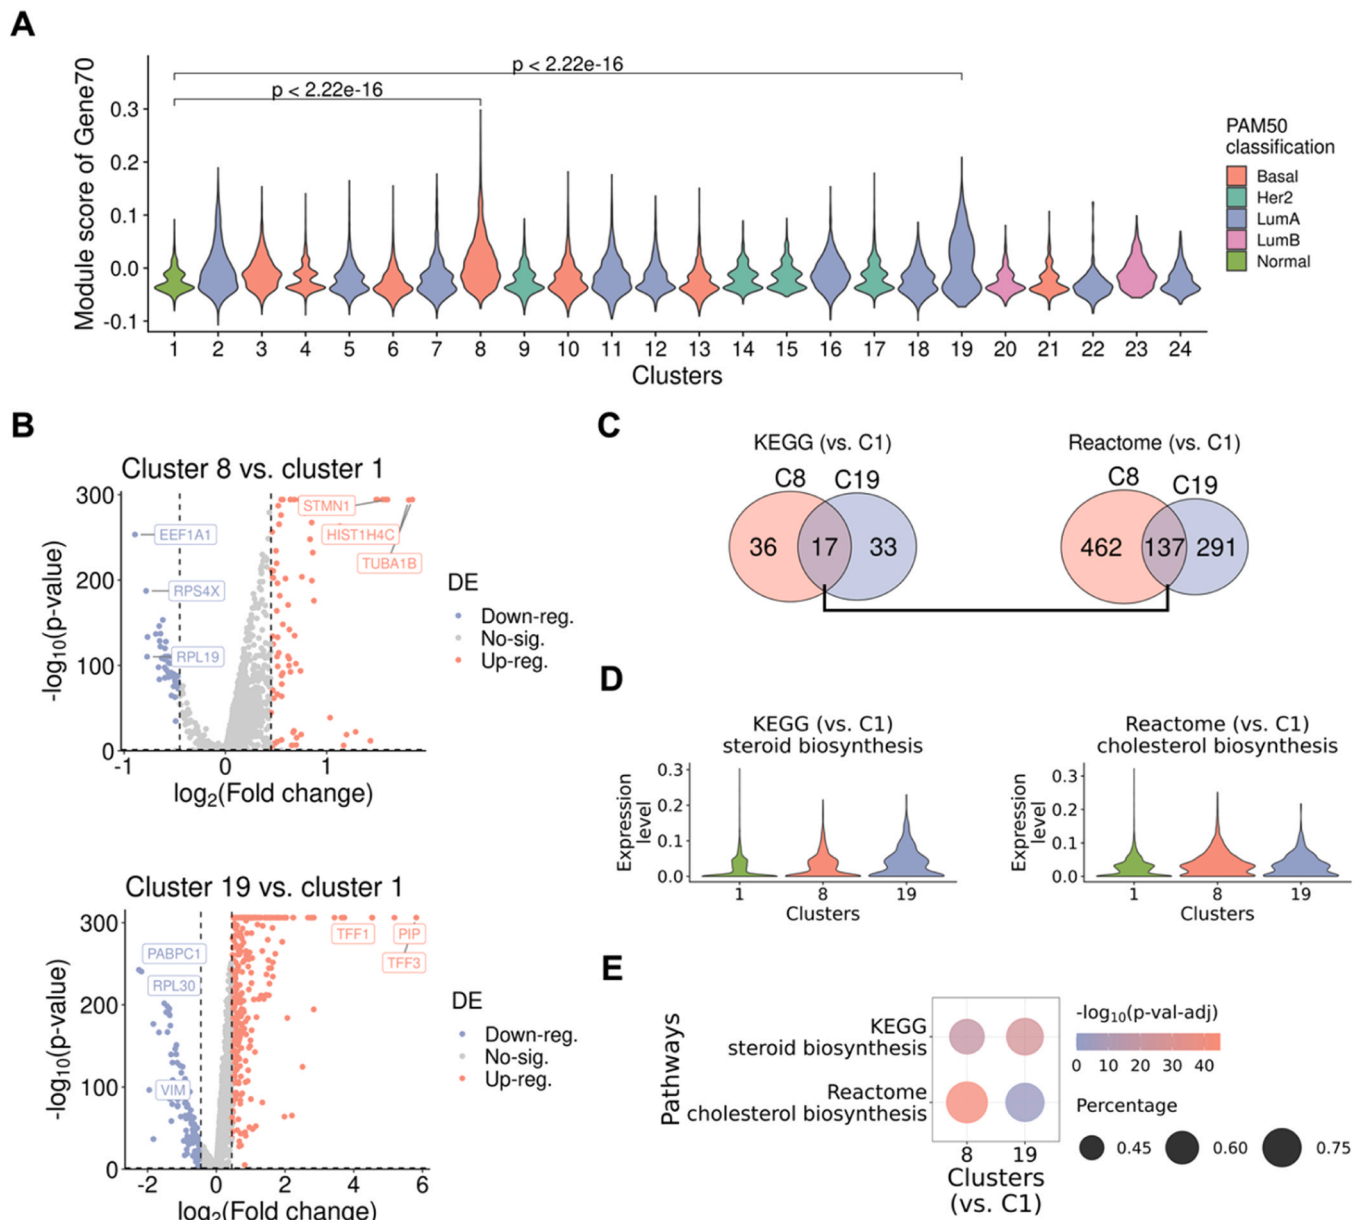 A
Module score of Gene70
0.3
0.2
0.1
0.0
-0.1
p < 2.22e-16
p < 2.22e-16
1 2 3 4 5 6 7 8 9 10 11 12 13 14 15 16 17 18 19 20 21 22 23 24
Clusters
PAM50
classification
Basal
Her2
LumA
LumB
Normal
B
Cluster 8 vs. cluster 1
-log10(p-value)
300
200
100
0
EEF1A1
RPS4X
RPL19
STMN1
HIST1H4C
TUBA1B
-1 0 1
log2(Fold change)
DE
Down-reg.
No-sig.
Up-reg.
Cluster 19 vs. cluster 1
-log10(p-value)
300
200
100
0
PABPC1
RPL30
VIM
TFF1
PIP
TFF3
-2 0 2 4 6
log2(Fold change)
DE
Down-reg.
No-sig.
Up-reg.
C
KEGG (vs. C1)
C8 C19
36 17 33
Reactome (vs. C1)
C8 C19
462 137 291
D
KEGG (vs. C1)
steroid biosynthesis
Expression
level
0.3
0.2
0.1
0.0
1 8 19
Clusters
Reactome (vs. C1)
cholesterol biosynthesis
Expression
level
0.3
0.2
0.1
0.0
1 8 19
Clusters
E
Pathways
KEGG
steroid biosynthesis
Reactome
cholesterol biosynthesis
8 19
Clusters
(vs. C1)
-log10(p-val-adj)
0 10 20 30 40
Percentage
0.45 0.60 0.75